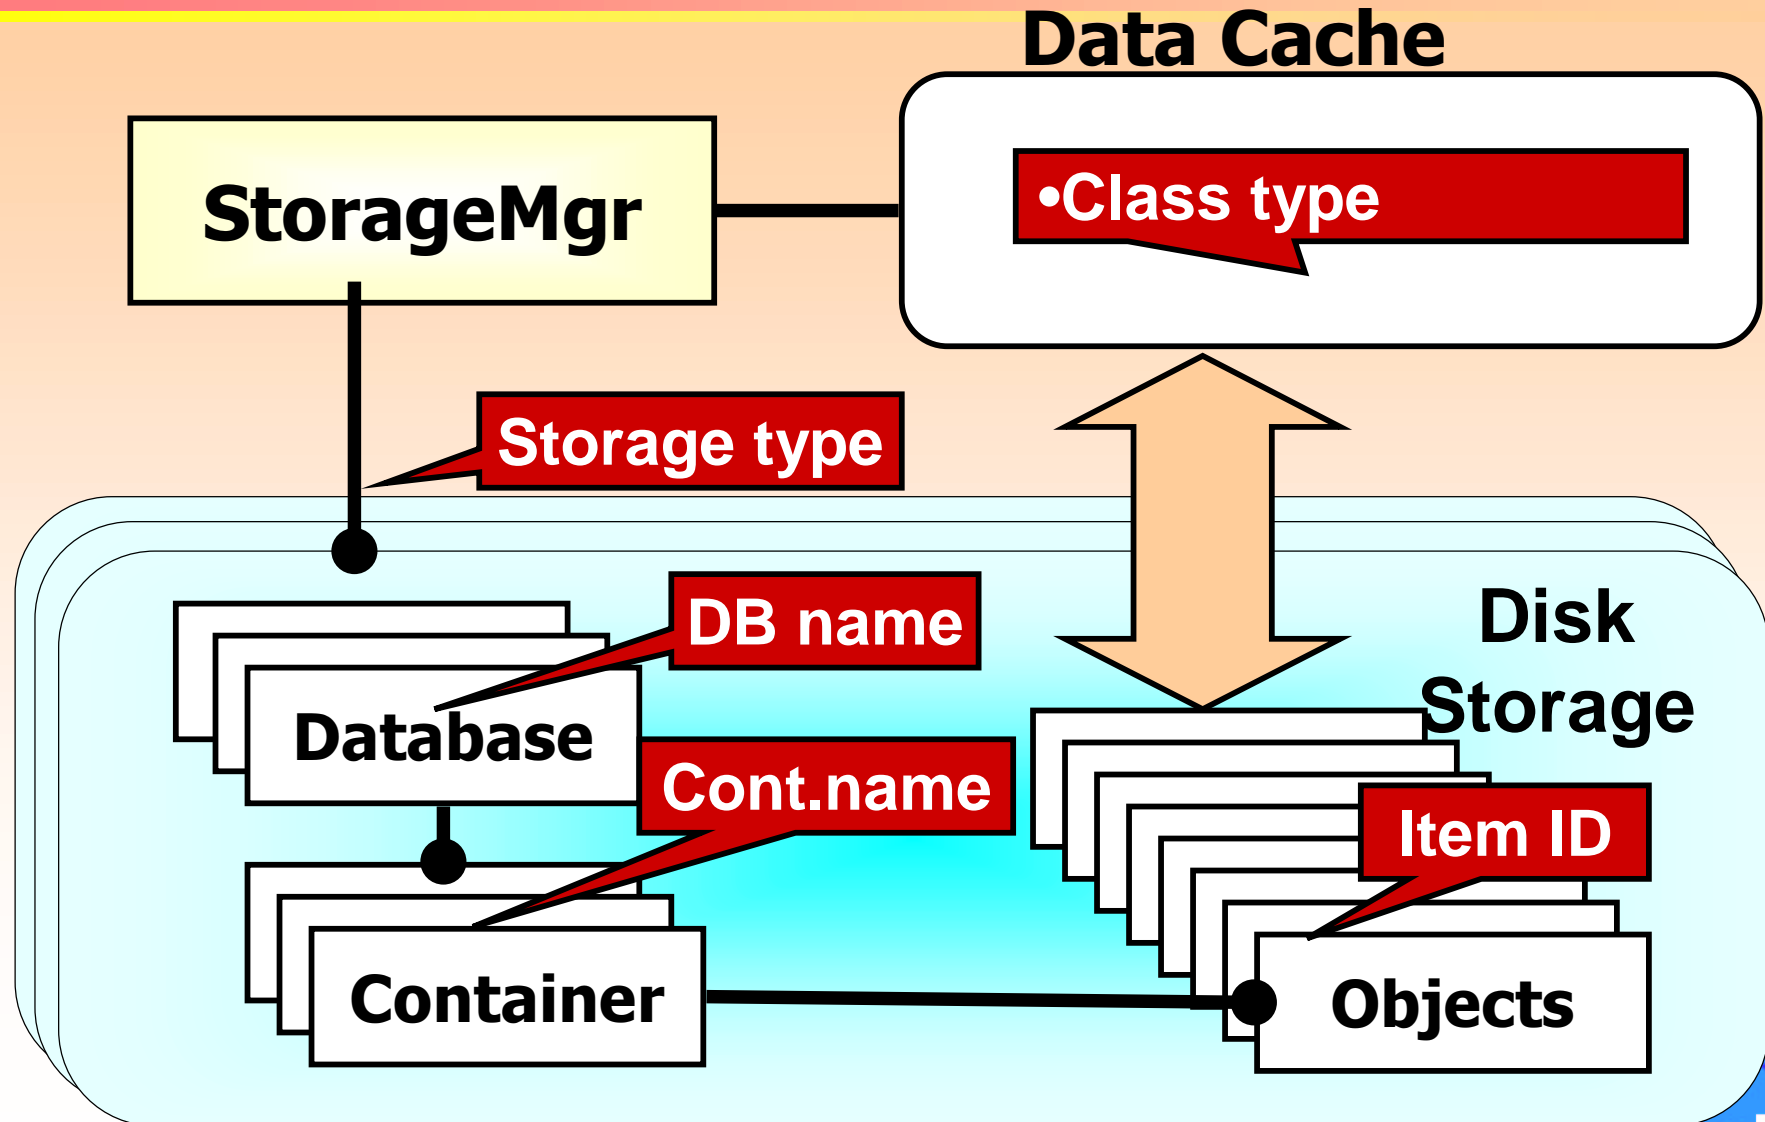 Data Cache
StorageMgr
•Class type
Storage type
DB name
Disk
Storage
Database
Cont.name
Item ID
Container
Objects